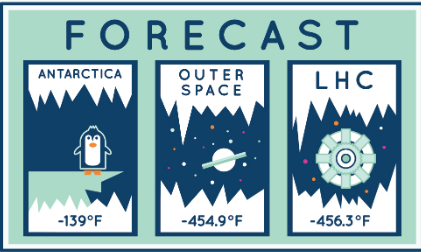 FORECAST
ANTARCTICA
-139°F
OUTER
SPACE
-454.9°F
LHC
-456.3°F